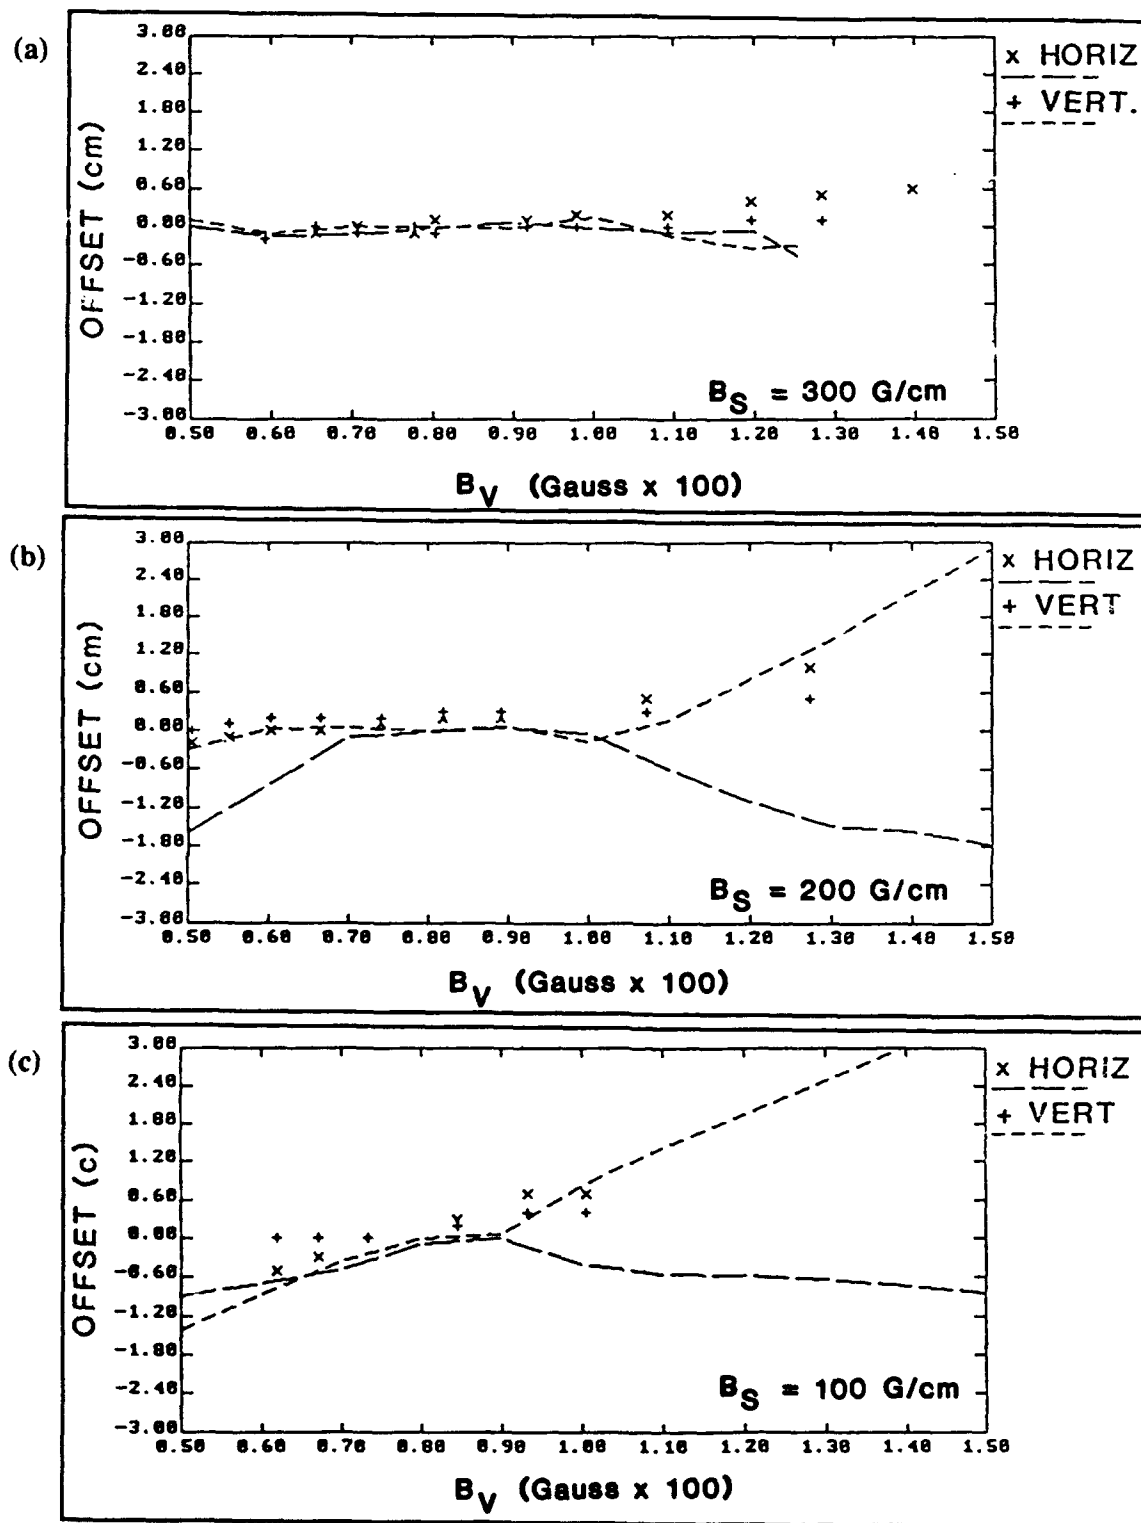 (a)
3.00
2.40
1.80
1.20
0.60
0.00
-0.60
-1.20
-1.80
-2.40
-3.00
OFFSET (cm)
x HORIZ
+ VERT.
BS = 300 G/cm
0.50 0.60 0.70 0.80 0.90 1.00 1.10 1.20 1.30 1.40 1.50
BV (Gauss x 100)
(b)
3.00
2.40
1.80
1.20
0.60
0.00
-0.60
-1.20
-1.80
-2.40
-3.00
OFFSET (cm)
x HORIZ
+ VERT
BS = 200 G/cm
0.50 0.60 0.70 0.80 0.90 1.00 1.10 1.20 1.30 1.40 1.50
BV (Gauss x 100)
(c)
3.00
2.40
1.80
1.20
0.60
0.00
-0.60
-1.20
-1.80
-2.40
-3.00
OFFSET (c)
x HORIZ
+ VERT
BS = 100 G/cm
0.50 0.60 0.70 0.80 0.90 1.00 1.10 1.20 1.30 1.40 1.50
BV (Gauss x 100)